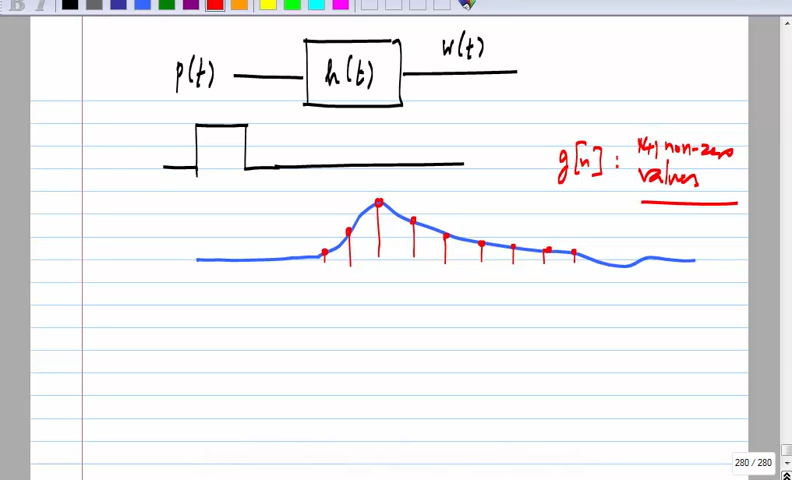 w(t)
p(t) h(t)
g[n] : K+1 non-zero
values
280 / 280